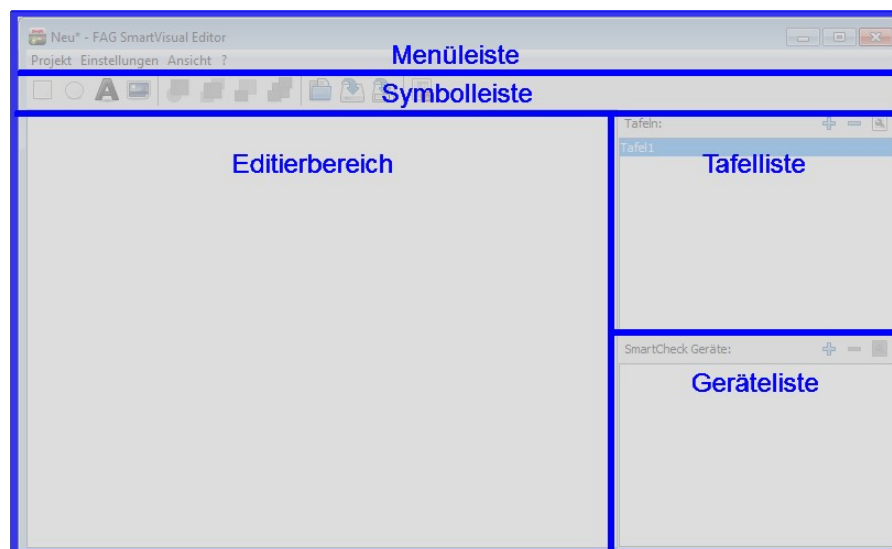 Neu* - FAG SmartVisual Editor
Projekt Einstellungen Ansicht ?
Menüleiste
Symbolleiste
Editierbereich
Tafeln:
Tafel1
Tafelliste
SmartCheck Geräte:
Geräteliste